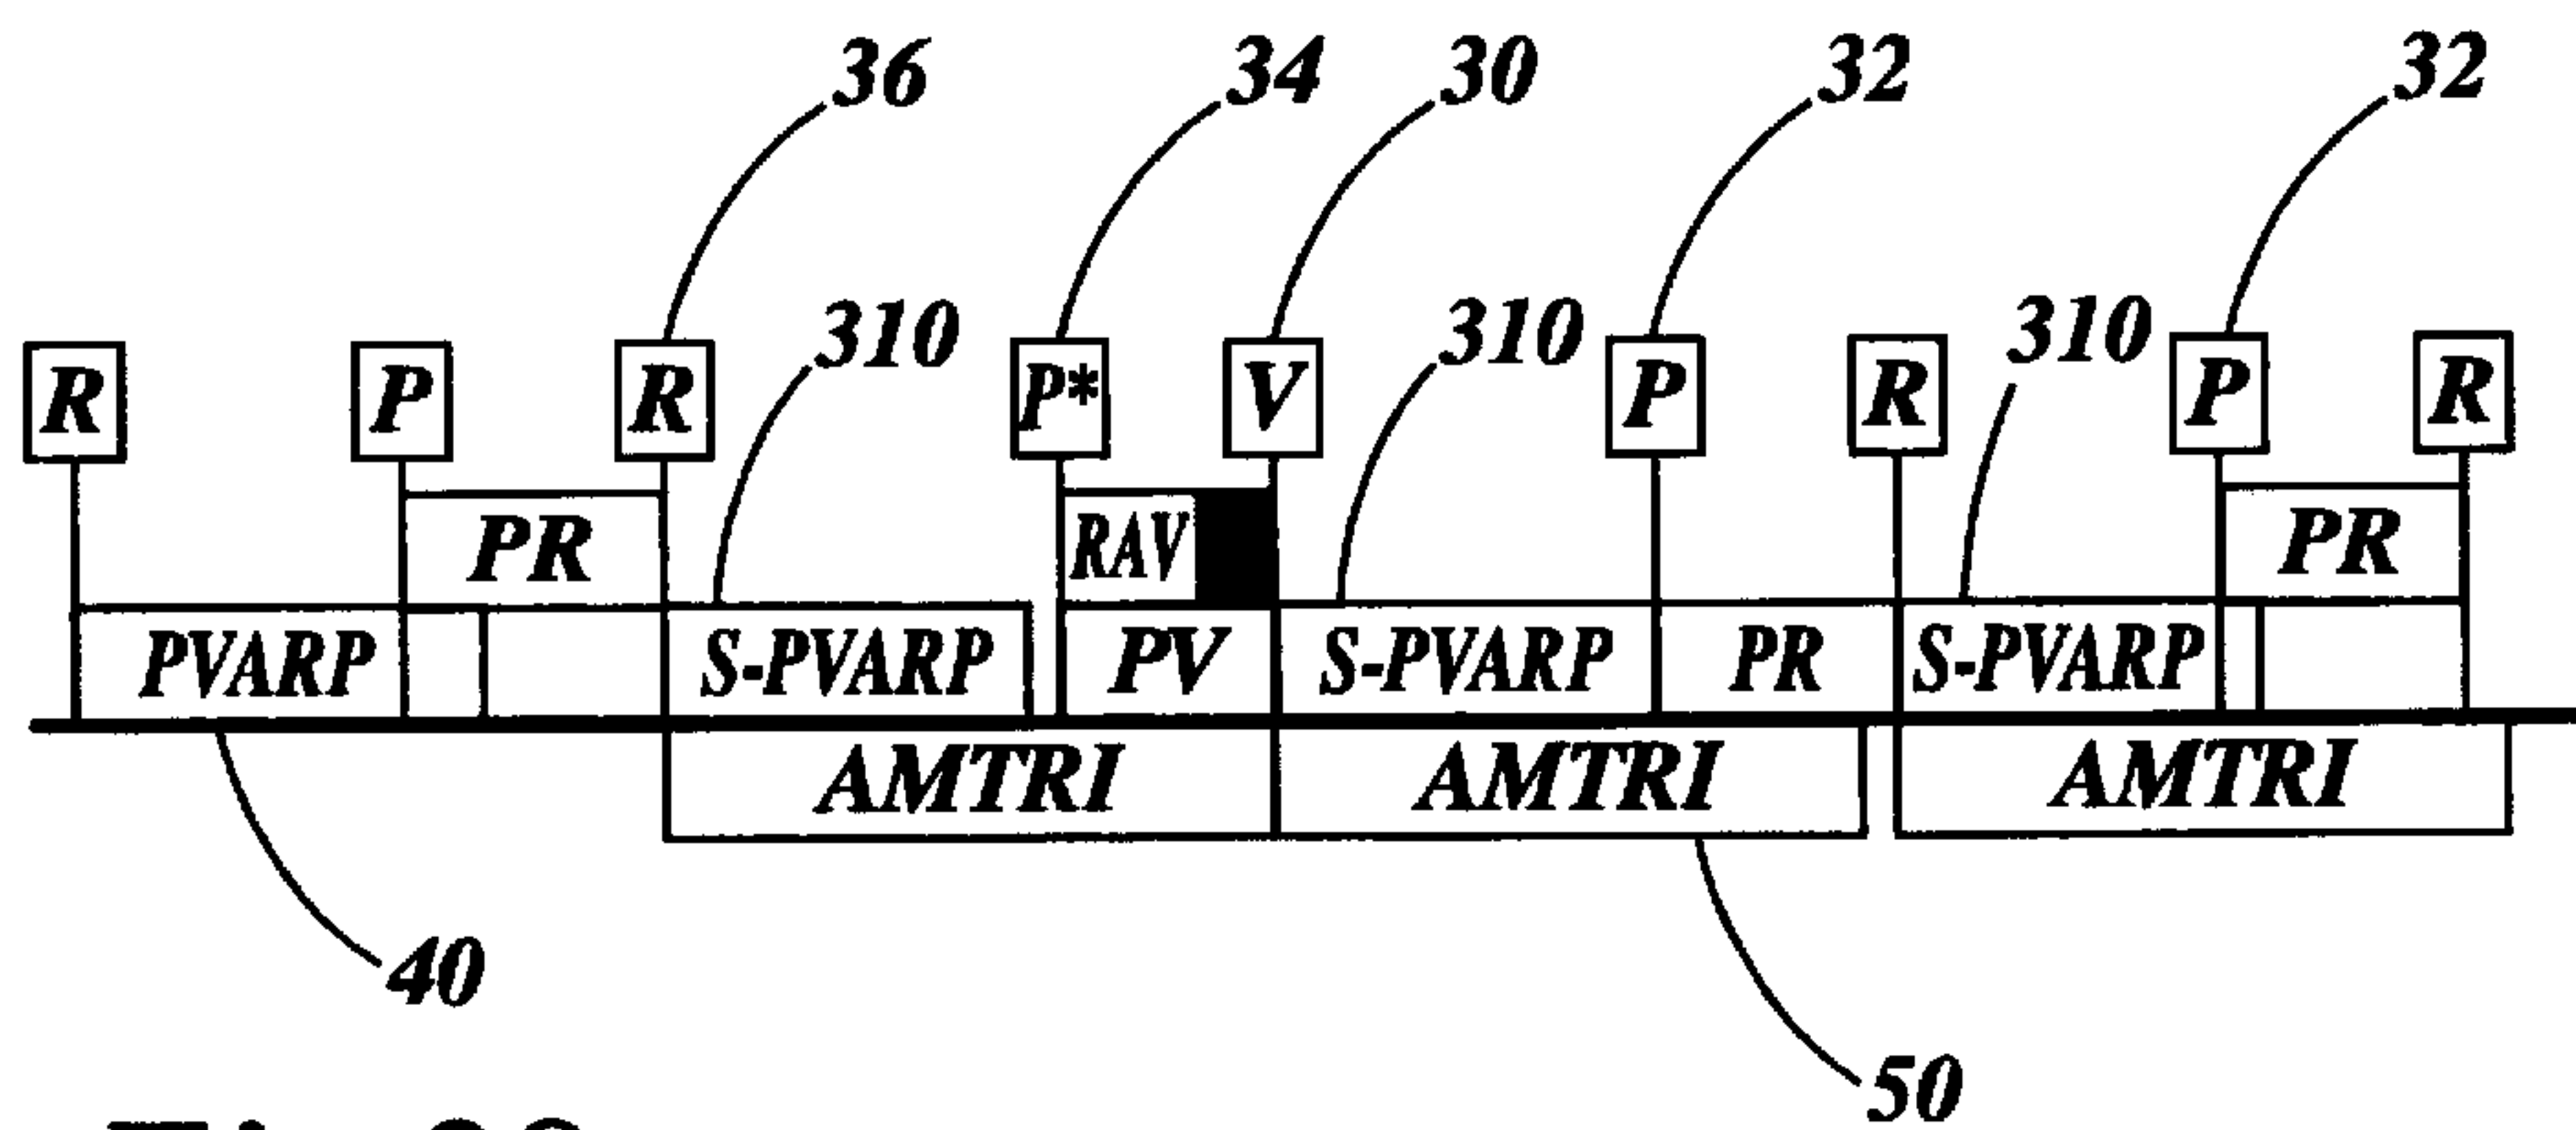 36 34 30 32 32
310 310 310
R P R P* V P R P R
PR RAV PR
PVARP S-PVARP PV S-PVARP PR S-PVARP
AMTRI AMTRI AMTRI
40
50